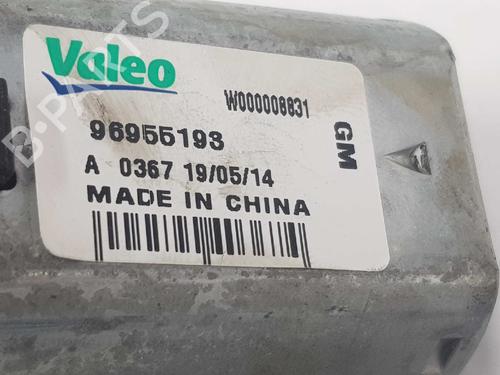 Valeo
W000008831
96955193
GM
A 0367 19/05/14
MADE IN CHINA
B-PARTS